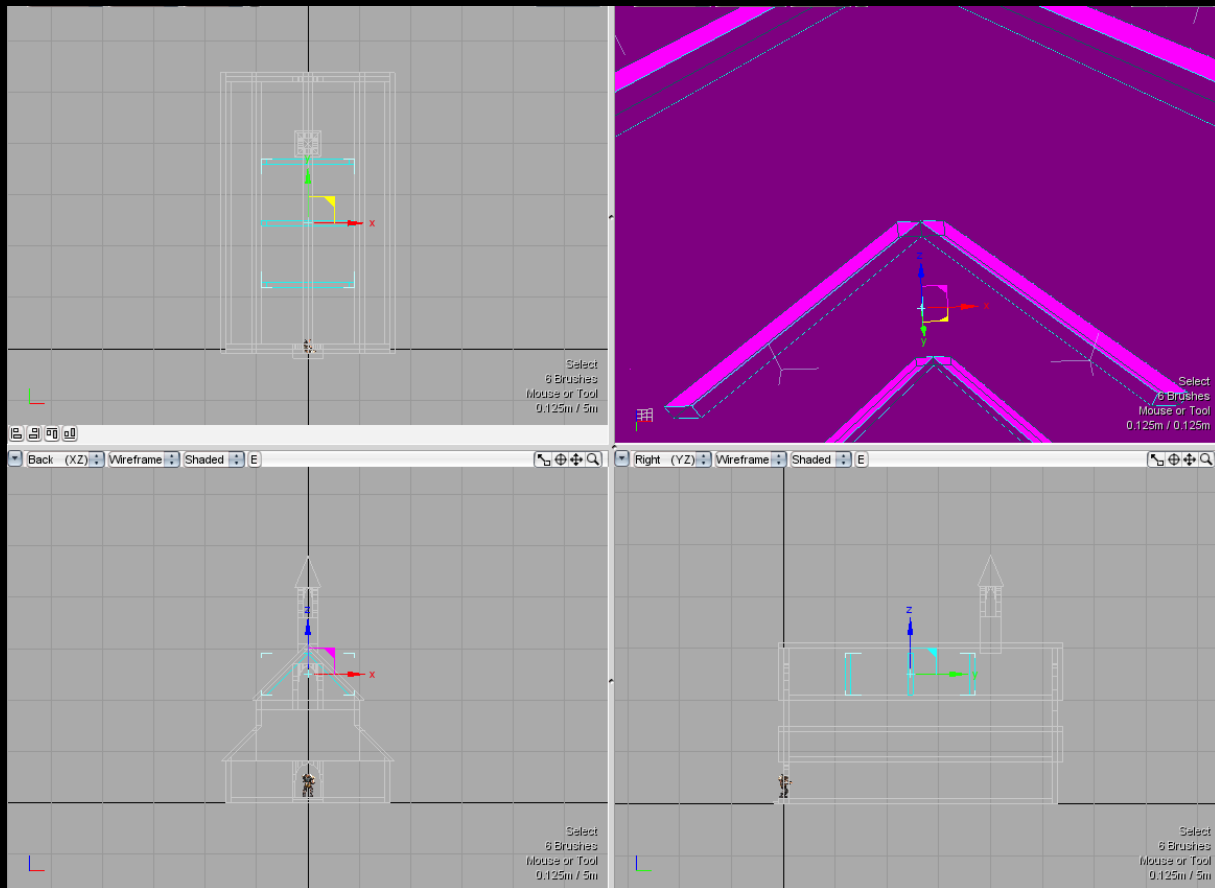 x
Select
6 Brushes
Mouse or Tool
0.125m / 5m
z
x
y
Select
6 Brushes
Mouse or Tool
0.125m / 0.125m
Back (XZ) Wireframe Shaded E
Right (YZ) Wireframe Shaded E
z
x
Select
6 Brushes
Mouse or Tool
0.125m / 5m
z
y
Select
6 Brushes
Mouse or Tool
0.125m / 5m